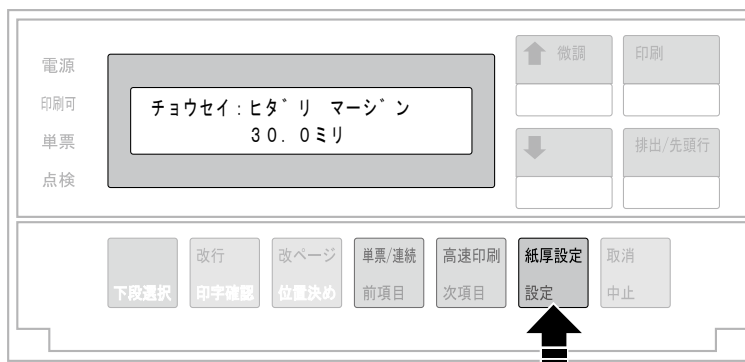 電源
印刷可
単票
点検
チョウセイ:ヒダリ マージン
30.0ミリ
微調
印刷
排出/先頭行
下段選択
改行
印字確認
改ページ
位置決め
単票/連続
前項目
高速印刷
次項目
紙厚設定
設定
取消
中止